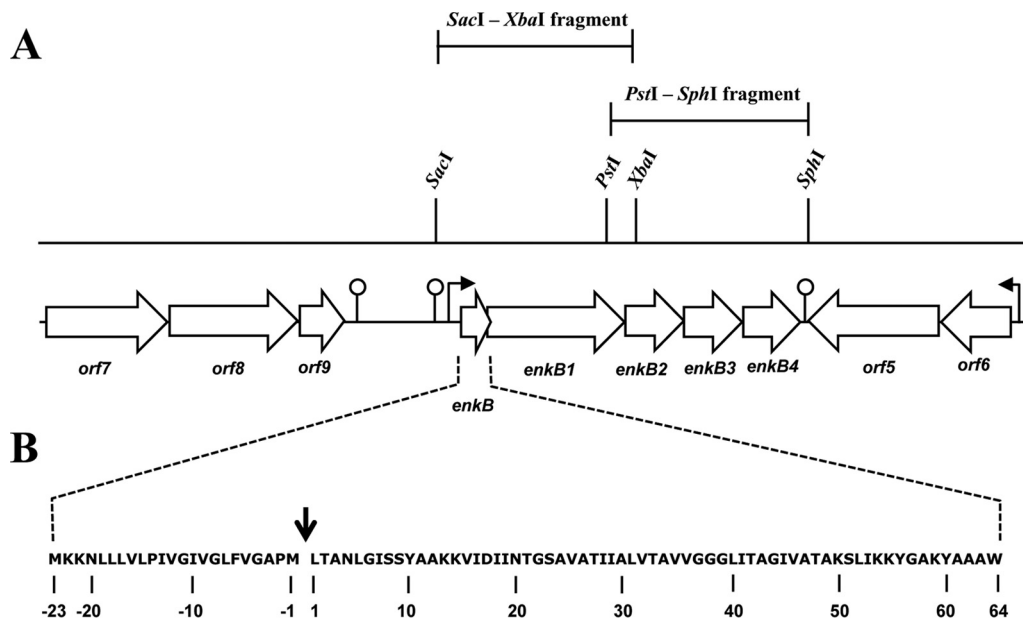 A
SacI – XbaI fragment
PstI – SphI fragment
SacI
PstI
XbaI
SphI
orf7
orf8
orf9
enkB
enkB1
enkB2
enkB3
enkB4
orf5
orf6
B
MKKNLLLVLPIVGIVGLFVGAPM LTANLGISSYAAKKVIDIINTGSAVATIIALVTAVVGGGLITAGIVATAKSLIKKYGAKYAAAW
-23 -20 -10 -1 1 10 20 30 40 50 60 64